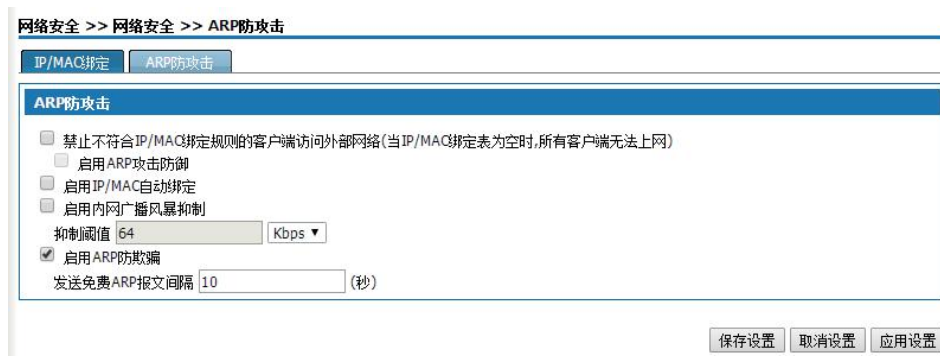 网络安全 >> 网络安全 >> ARP防攻击
IP/MAC绑定 ARP防攻击
ARP防攻击
禁止不符合IP/MAC绑定规则的客户端访问外部网络(当IP/MAC绑定表为空时,所有客户端无法上网)
启用ARP攻击防御
启用IP/MAC自动绑定
启用内网广播风暴抑制
抑制阈值 64 Kbps
启用ARP防欺骗
发送免费ARP报文间隔 10 (秒)
保存设置 取消设置 应用设置